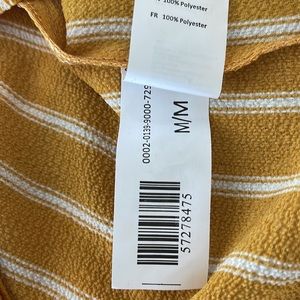 100% Polyester
FR 100% Polyester
M/M
0002-0139-9000-729
57278475